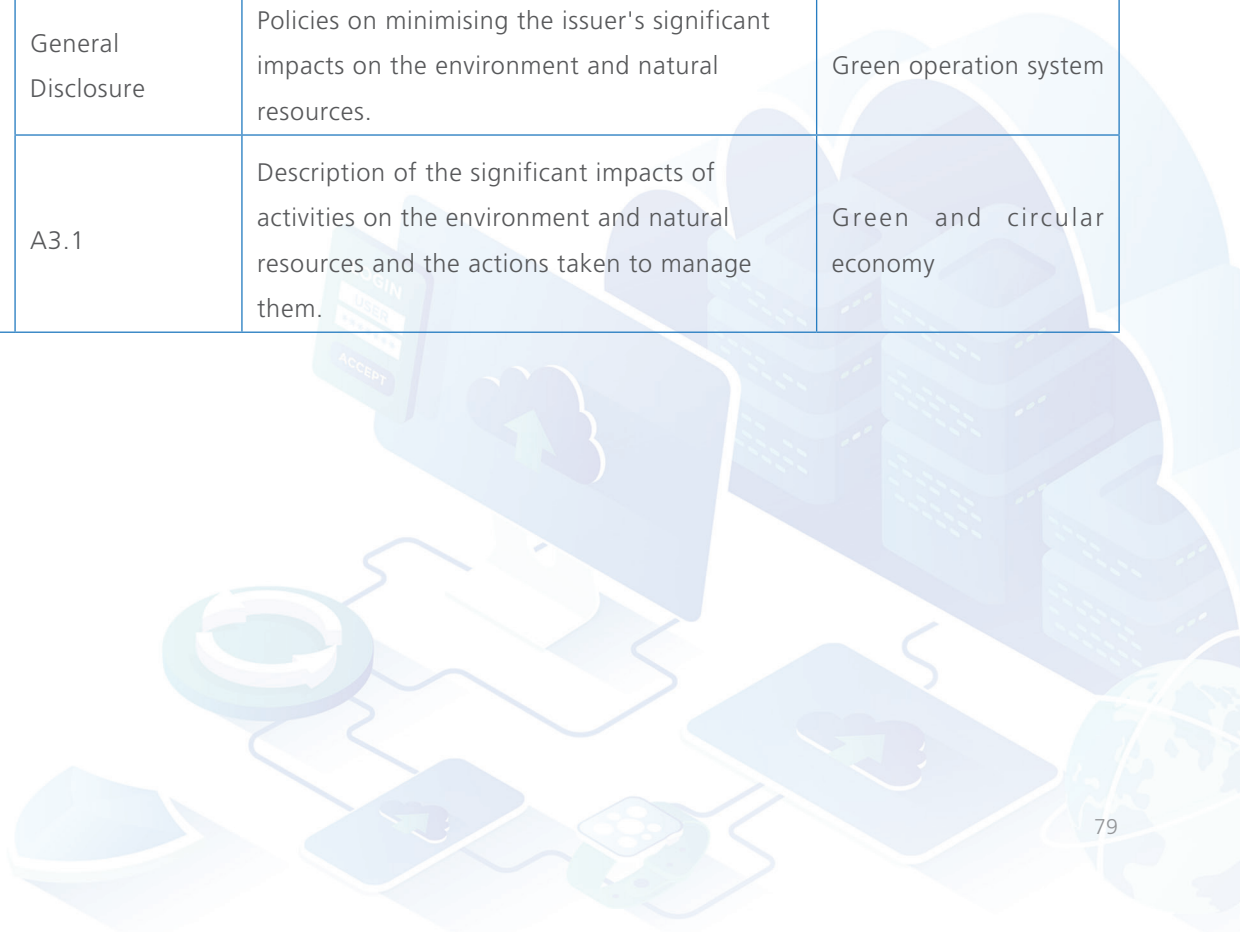 General
Disclosure
Policies on minimising the issuer's significant
impacts on the environment and natural
resources.
Green operation system
A3.1
Description of the significant impacts of
activities on the environment and natural
resources and the actions taken to manage
them.
Green and circular
economy
USER
ACCEPT
79